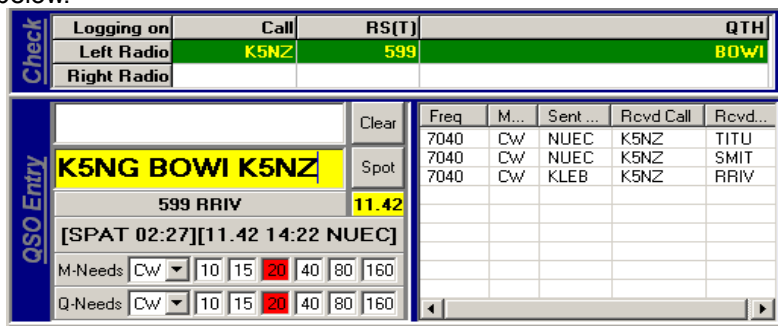 below.
Check
Logging on Call RS(T) QTH
Left Radio K5NZ 599 BOWI
Right Radio
QSO Entry
Clear
K5NG BOWI K5NZ Spot
599 RRIV 11.42
[SPAT 02:27][11.42 14:22 NUEC]
M-Needs CW 10 15 20 40 80 160
Q-Needs CW 10 15 20 40 80 160
Freq M... Sent ... Rcvd Call Rcvd...
7040 CW NUEC K5NZ TITU
7040 CW NUEC K5NZ SMIT
7040 CW KLEB K5NZ RRIV